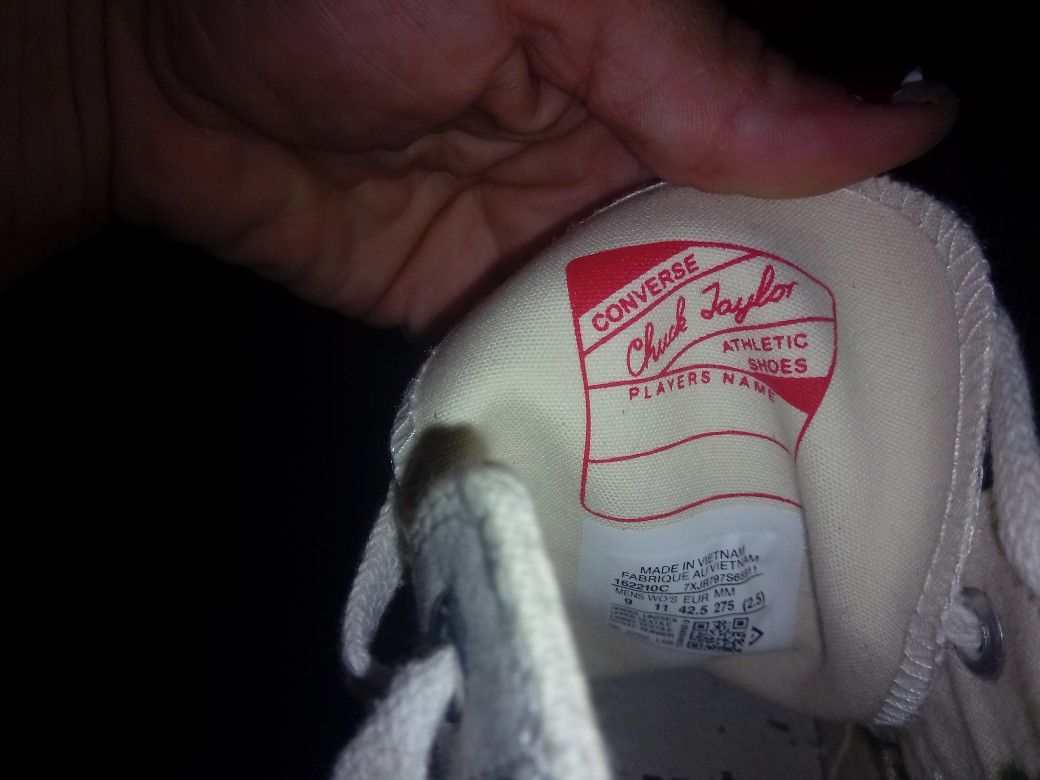 CONVERSE
Chuck Taylor
ATHLETIC
SHOES
PLAYERS NAME
MADE IN VIETNAM
FABRIQUE AU VIETNAM
162210C
MENS WO'S EUR MM
9 11 42.5 275 (2.5)